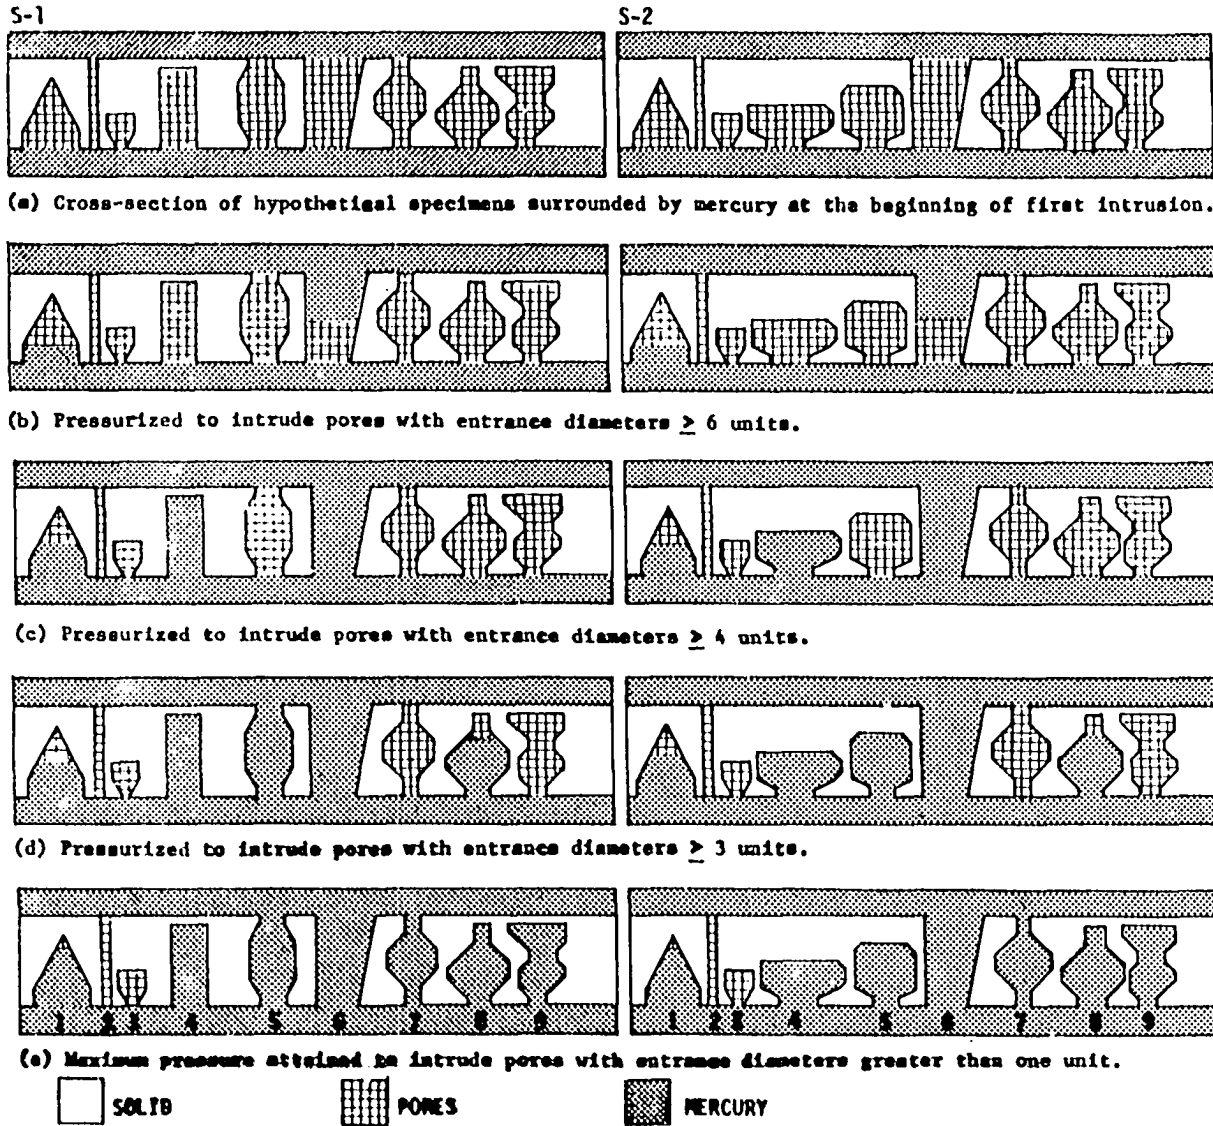 S-1
S-2
(a) Cross-section of hypothetical specimens surrounded by mercury at the beginning of first intrusion.
(b) Pressurized to intrude pores with entrance diameters ≥ 6 units.
(c) Pressurized to intrude pores with entrance diameters ≥ 4 units.
(d) Pressurized to intrude pores with entrance diameters ≥ 3 units.
1 2 3 4 5 6 7 8 9
1 2 3 4 5 6 7 8 9
(e) Maximum pressure attained to intrude pores with entrance diameters greater than one unit.
SOLID
PORES
MERCURY